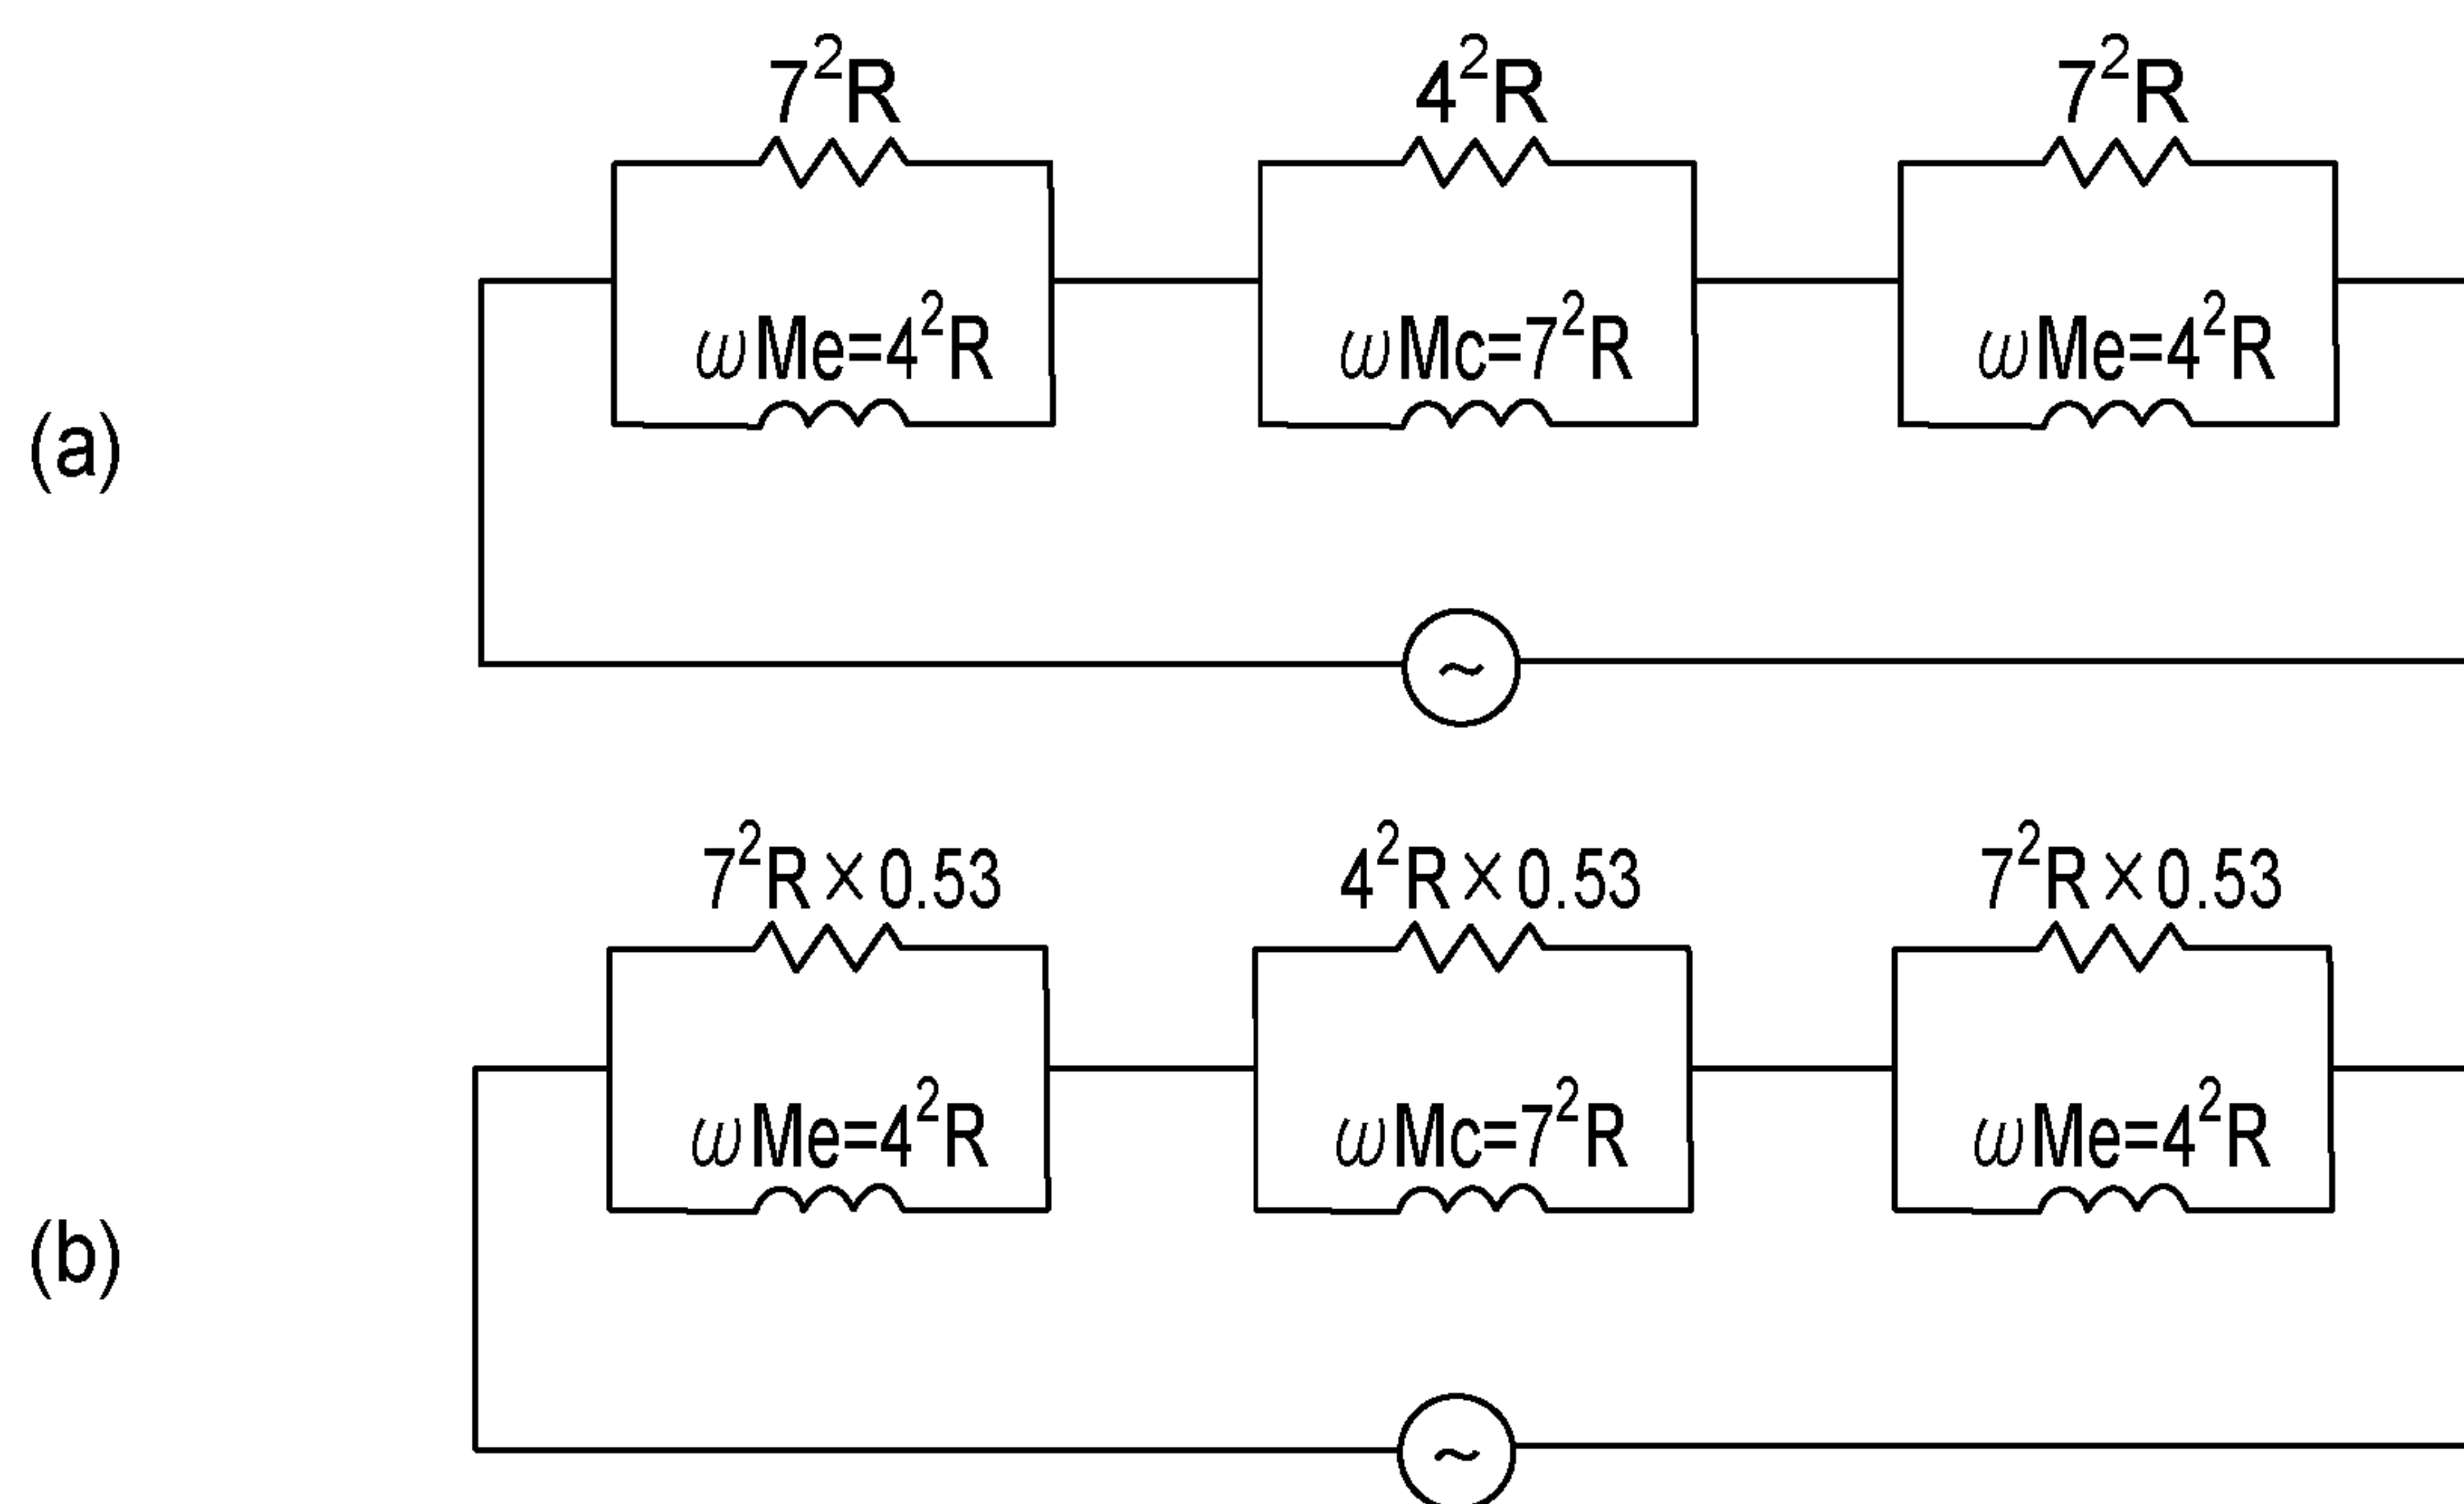 7²R 4²R 7²R
ωMe=4²R ωMc=7²R ωMe=4²R
(a)
~
7²R×0.53 4²R×0.53 7²R×0.53
ωMe=4²R ωMc=7²R ωMe=4²R
(b)
~